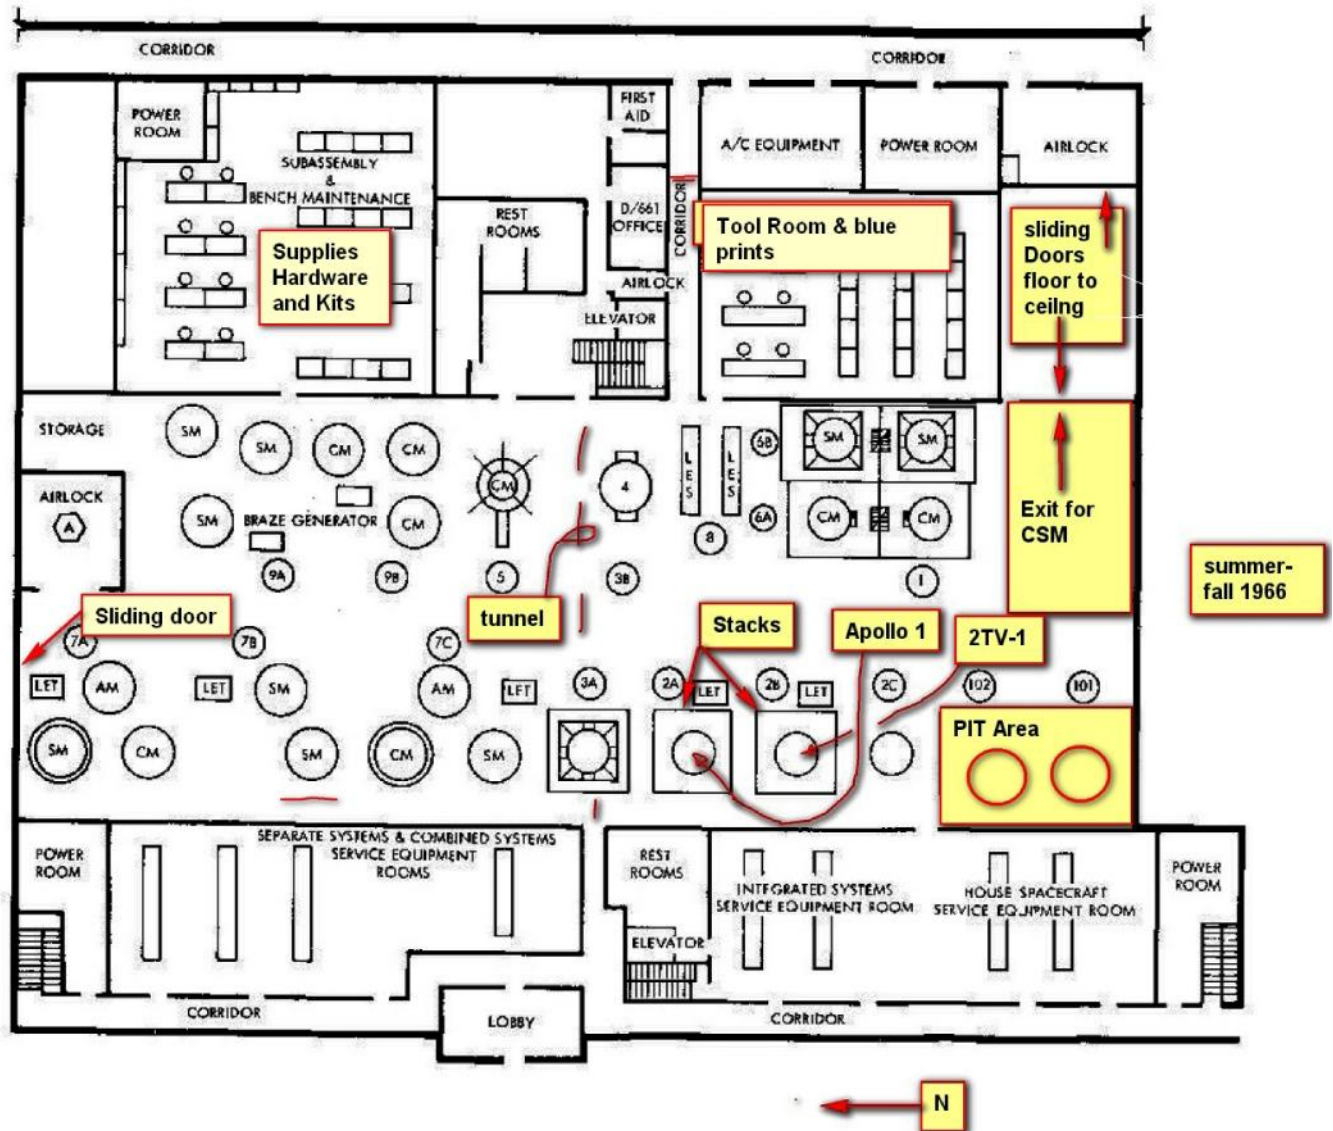 CORRIDOR
CORRIDOR
POWER
ROOM
SUBASSEMBLY
&
BENCH MAINTENANCE
Supplies
Hardware
and Kits
REST
ROOMS
FIRST
AID
D/661
OFFICE
CORRIDOR
AIRLOCK
ELEVATOR
A/C EQUIPMENT
POWER ROOM
AIRLOCK
Tool Room & blue
prints
sliding
Doors
floor to
ceilng
STORAGE
AIRLOCK
A
SM
SM
CM
CM
SM
BRAZE GENERATOR
CM
CM
4
LES
LES
6B
6A
8
SM
SM
CM
CM
Exit for
CSM
9A
9B
5
3B
1
summer-
fall 1966
Sliding door
tunnel
Stacks
Apollo 1
2TV-1
7A
7B
7C
LET
AM
LET
SM
AM
LET
3A
2A
LET
2B
LET
2C
102
101
SM
CM
SM
CM
SM
PIT Area
POWER
ROOM
SEPARATE SYSTEMS & COMBINED SYSTEMS
SERVICE EQUIPMENT
ROOMS
REST
ROOMS
ELEVATOR
INTEGRATED SYSTEMS
SERVICE EQUIPMENT ROOM
HOUSE SPACECRAFT
SERVICE EQUIPMENT ROOM
POWER
ROOM
CORRIDOR
LOBBY
CORRIDOR
N